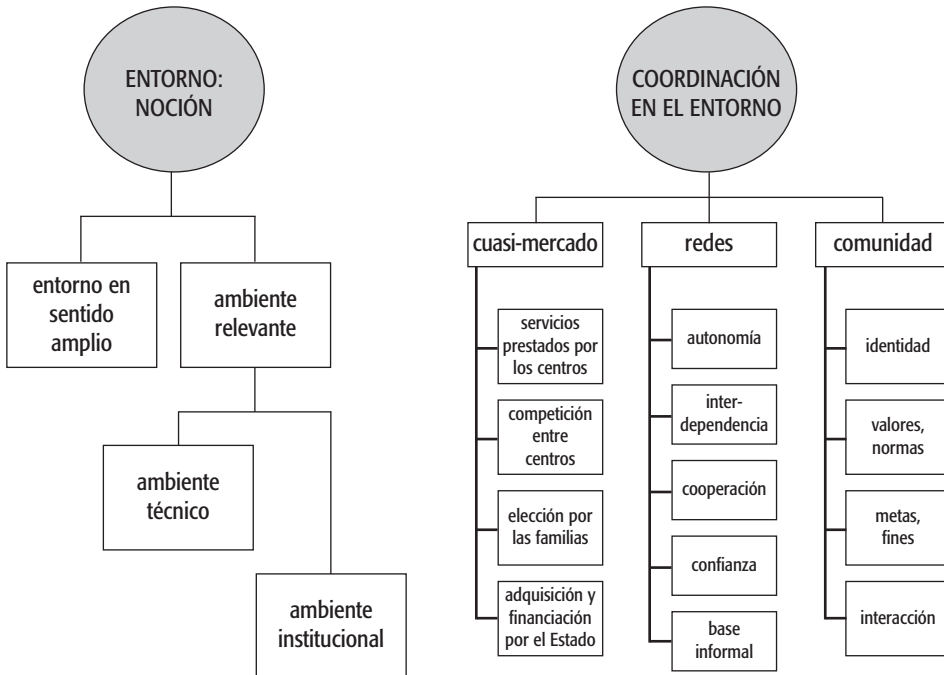 ENTORNO:
NOCIÓN
entorno en
sentido
amplio
ambiente
relevante
ambiente
técnico
ambiente
institucional
COORDINACIÓN
EN EL ENTORNO
cuasi-mercado
servicios
prestados por
los centros
competición
entre
centros
elección por
las familias
adquisición y
financiación
por el Estado
redes
autonomía
inter-
dependencia
cooperación
confianza
base
informal
comunidad
identidad
valores,
normas
metas,
fines
interacción